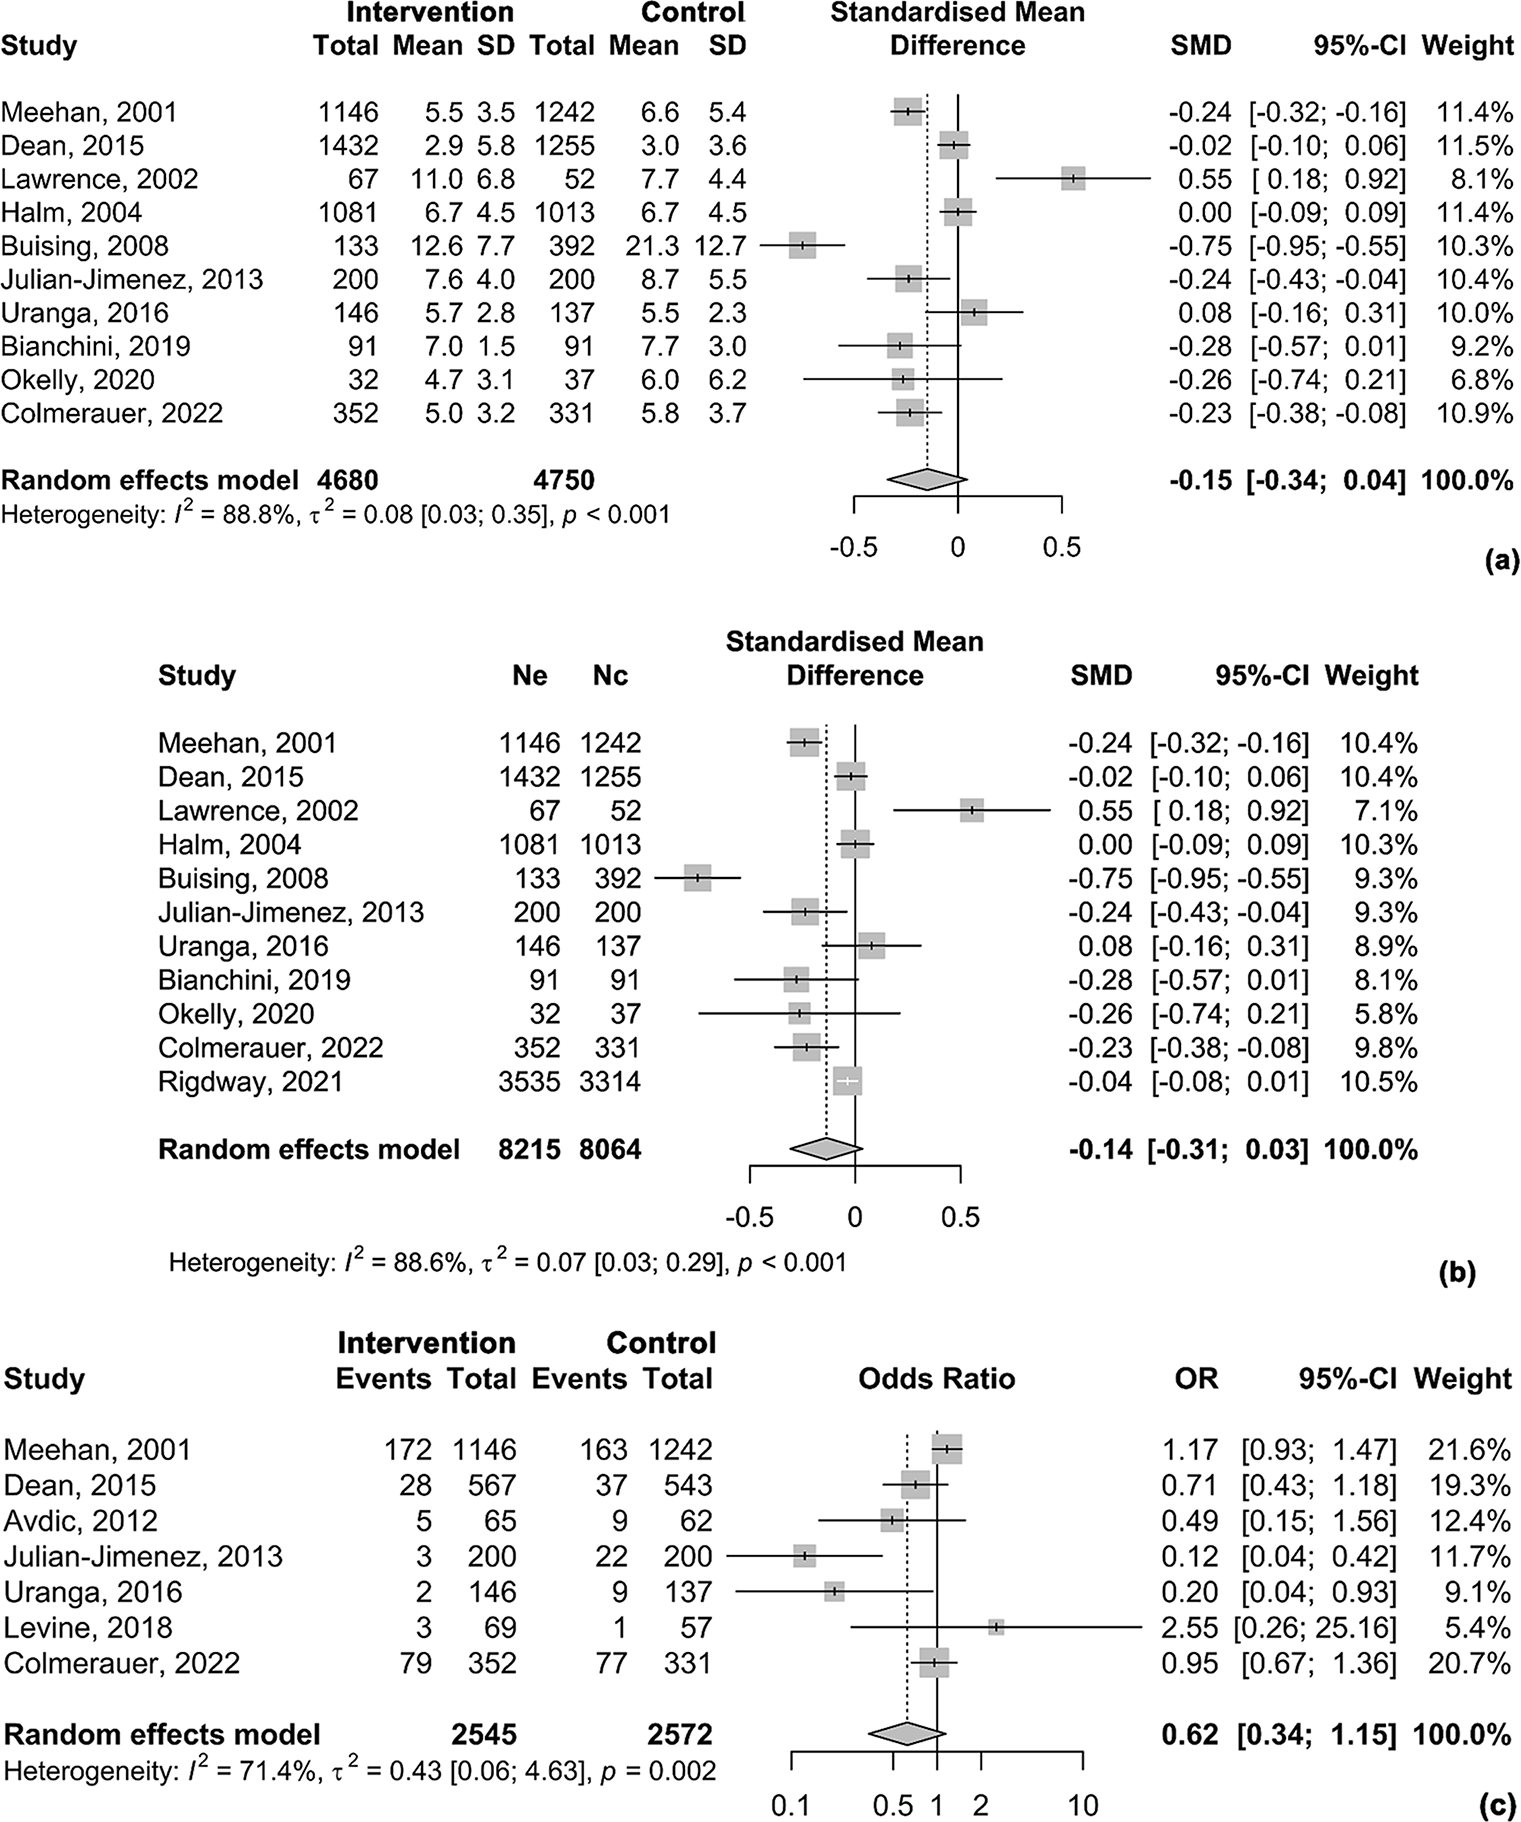 Intervention Control Standardised Mean
Study Total Mean SD Total Mean SD Difference SMD 95%-CI Weight
Meehan, 2001 1146 5.5 3.5 1242 6.6 5.4 -0.24 [-0.32; -0.16] 11.4%
Dean, 2015 1432 2.9 5.8 1255 3.0 3.6 -0.02 [-0.10; 0.06] 11.5%
Lawrence, 2002 67 11.0 6.8 52 7.7 4.4 0.55 [ 0.18; 0.92] 8.1%
Halm, 2004 1081 6.7 4.5 1013 6.7 4.5 0.00 [-0.09; 0.09] 11.4%
Buising, 2008 133 12.6 7.7 392 21.3 12.7 -0.75 [-0.95; -0.55] 10.3%
Julian-Jimenez, 2013 200 7.6 4.0 200 8.7 5.5 -0.24 [-0.43; -0.04] 10.4%
Uranga, 2016 146 5.7 2.8 137 5.5 2.3 0.08 [-0.16; 0.31] 10.0%
Bianchini, 2019 91 7.0 1.5 91 7.7 3.0 -0.28 [-0.57; 0.01] 9.2%
Okelly, 2020 32 4.7 3.1 37 6.0 6.2 -0.26 [-0.74; 0.21] 6.8%
Colmerauer, 2022 352 5.0 3.2 331 5.8 3.7 -0.23 [-0.38; -0.08] 10.9%
Random effects model 4680 4750 -0.15 [-0.34; 0.04] 100.0%
Heterogeneity: I² = 88.8%, τ² = 0.08 [0.03; 0.35], p < 0.001
-0.5 0 0.5
(a)
Standardised Mean
Study Ne Nc Difference SMD 95%-CI Weight
Meehan, 2001 1146 1242 -0.24 [-0.32; -0.16] 10.4%
Dean, 2015 1432 1255 -0.02 [-0.10; 0.06] 10.4%
Lawrence, 2002 67 52 0.55 [ 0.18; 0.92] 7.1%
Halm, 2004 1081 1013 0.00 [-0.09; 0.09] 10.3%
Buising, 2008 133 392 -0.75 [-0.95; -0.55] 9.3%
Julian-Jimenez, 2013 200 200 -0.24 [-0.43; -0.04] 9.3%
Uranga, 2016 146 137 0.08 [-0.16; 0.31] 8.9%
Bianchini, 2019 91 91 -0.28 [-0.57; 0.01] 8.1%
Okelly, 2020 32 37 -0.26 [-0.74; 0.21] 5.8%
Colmerauer, 2022 352 331 -0.23 [-0.38; -0.08] 9.8%
Rigdway, 2021 3535 3314 -0.04 [-0.08; 0.01] 10.5%
Random effects model 8215 8064 -0.14 [-0.31; 0.03] 100.0%
-0.5 0 0.5
Heterogeneity: I² = 88.6%, τ² = 0.07 [0.03; 0.29], p < 0.001
(b)
Intervention Control
Study Events Total Events Total Odds Ratio OR 95%-CI Weight
Meehan, 2001 172 1146 163 1242 1.17 [0.93; 1.47] 21.6%
Dean, 2015 28 567 37 543 0.71 [0.43; 1.18] 19.3%
Avdic, 2012 5 65 9 62 0.49 [0.15; 1.56] 12.4%
Julian-Jimenez, 2013 3 200 22 200 0.12 [0.04; 0.42] 11.7%
Uranga, 2016 2 146 9 137 0.20 [0.04; 0.93] 9.1%
Levine, 2018 3 69 1 57 2.55 [0.26; 25.16] 5.4%
Colmerauer, 2022 79 352 77 331 0.95 [0.67; 1.36] 20.7%
Random effects model 2545 2572 0.62 [0.34; 1.15] 100.0%
Heterogeneity: I² = 71.4%, τ² = 0.43 [0.06; 4.63], p = 0.002
0.1 0.5 1 2 10
(c)